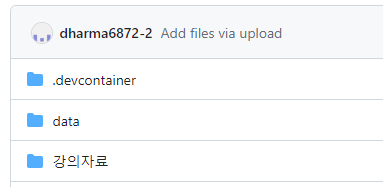 dharma6872-2 Add files via upload
.devcontainer
data
강의자료